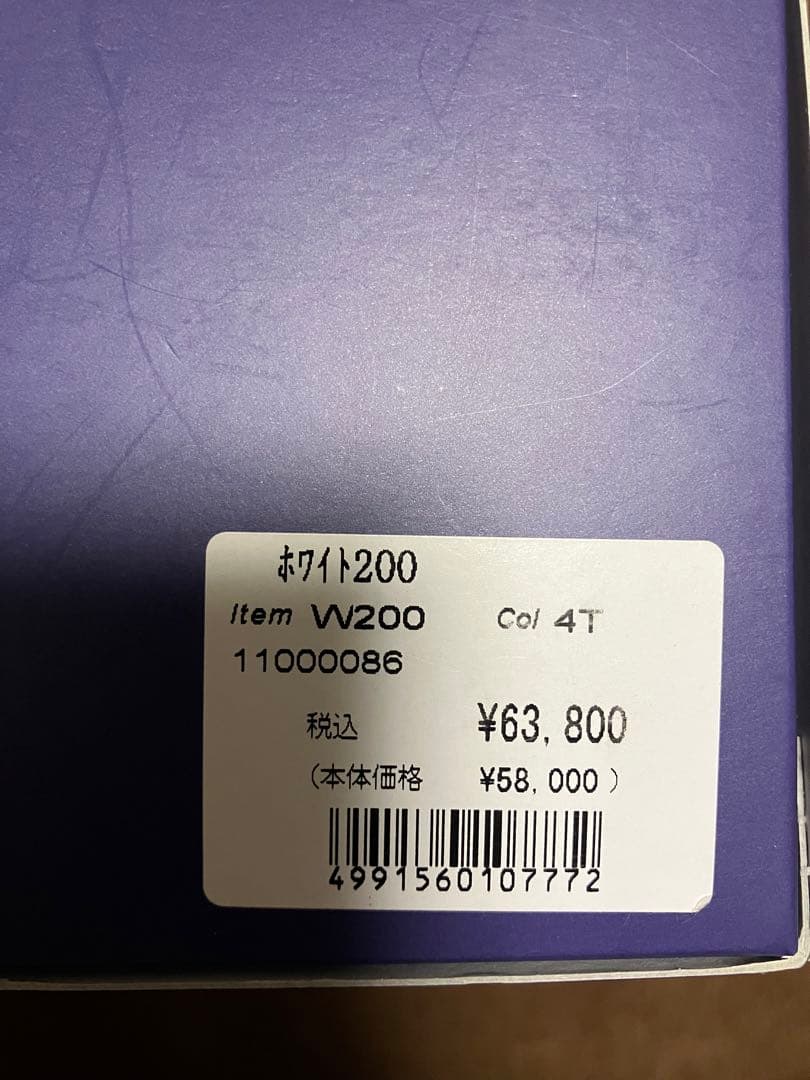 ホワイト200
Item W200 Col 4T
11000086
税込 ¥63,800
(本体価格 ¥58,000)
4991560107772